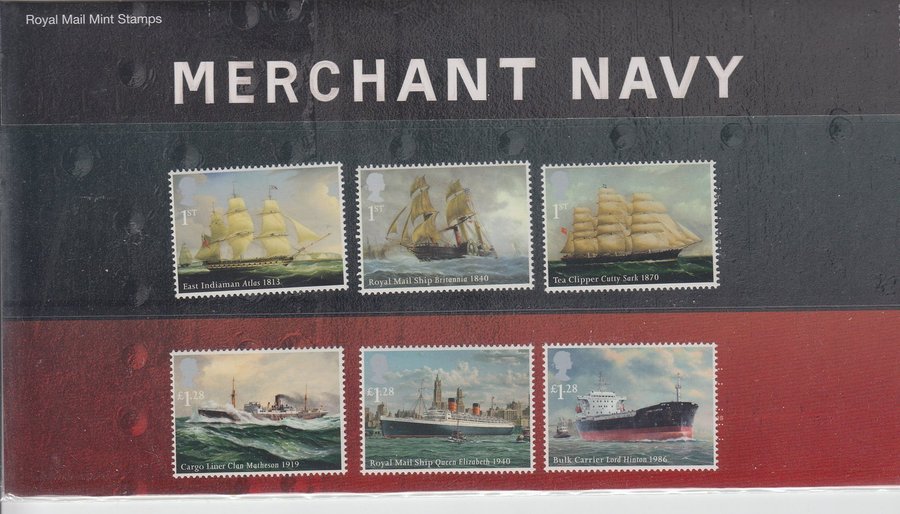 Royal Mail Mint Stamps
MERCHANT NAVY
1ST
East Indiaman Atlas 1813
1ST
Royal Mail Ship Britannia 1840
1ST
Tea Clipper Cutty Sark 1870
£1.28
Cargo Liner Clan Matheson 1919
£1.28
Royal Mail Ship Queen Elizabeth 1940
£1.28
Bulk Carrier Lord Hinton 1986